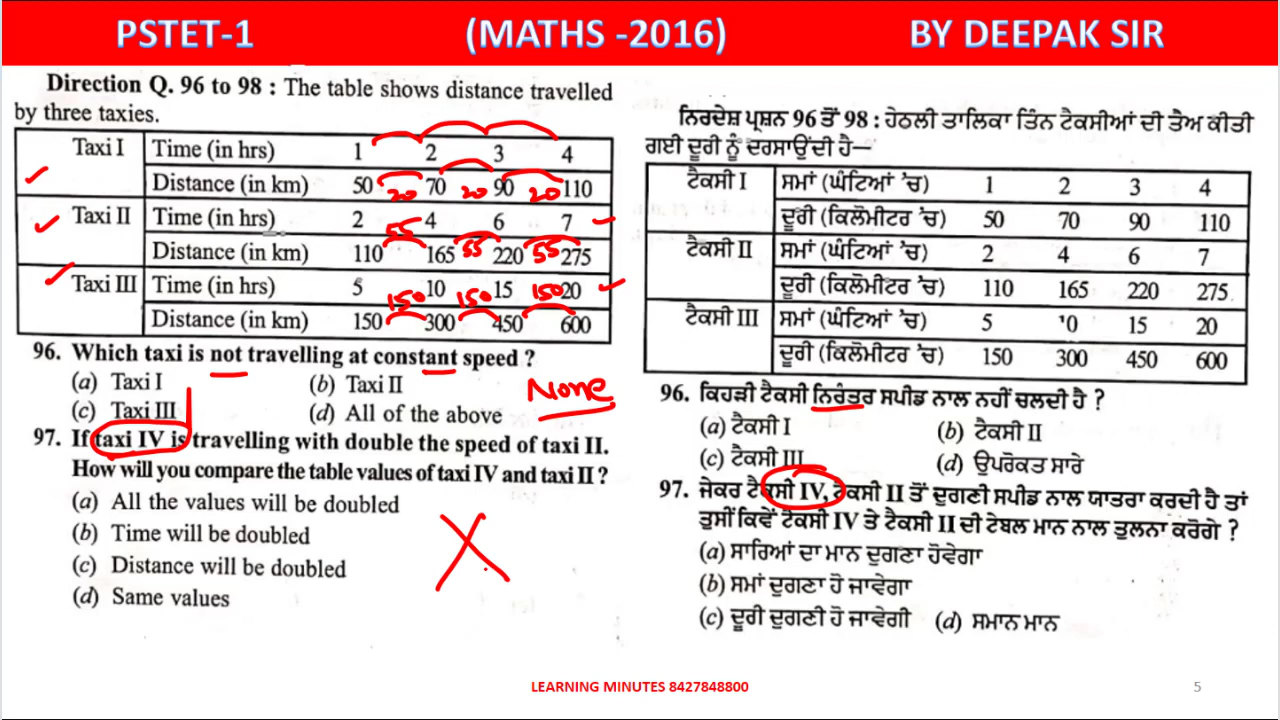 PSTET-1 (MATHS -2016) BY DEEPAK SIR
Direction Q. 96 to 98 : The table shows distance travelled
by three taxies.
Taxi I Time (in hrs) 1 2 3 4
Distance (in km) 50 70 90 110
20 20 20
Taxi II Time (in hrs) 2 4 6 7
55 55 55
Distance (in km) 110 165 220 275
Taxi III Time (in hrs) 5 10 15 20
150 150 150
Distance (in km) 150 300 450 600
96. Which taxi is not travelling at constant speed ?
(a) Taxi I (b) Taxi II
None
(c) Taxi III (d) All of the above
97. If taxi IV is travelling with double the speed of taxi II.
How will you compare the table values of taxi IV and taxi II ?
(a) All the values will be doubled
(b) Time will be doubled
(c) Distance will be doubled
(d) Same values
ਨਿਰਦੇਸ਼ ਪ੍ਰਸ਼ਨ 96 ਤੋਂ 98 : ਹੇਠਲੀ ਤਾਲਿਕਾ ਤਿੰਨ ਟੈਕਸੀਆਂ ਦੀ ਤੈਅ ਕੀਤੀ
ਗਈ ਦੂਰੀ ਨੂੰ ਦਰਸਾਉਂਦੀ ਹੈ—
ਟੈਕਸੀ I ਸਮਾਂ (ਘੰਟਿਆਂ 'ਚ) 1 2 3 4
ਦੂਰੀ (ਕਿਲੋਮੀਟਰ 'ਚ) 50 70 90 110
ਟੈਕਸੀ II ਸਮਾਂ (ਘੰਟਿਆਂ 'ਚ) 2 4 6 7
ਦੂਰੀ (ਕਿਲੋਮੀਟਰ 'ਚ) 110 165 220 275
ਟੈਕਸੀ III ਸਮਾਂ (ਘੰਟਿਆਂ 'ਚ) 5 '0 15 20
ਦੂਰੀ (ਕਿਲੋਮੀਟਰ 'ਚ) 150 300 450 600
96. ਕਿਹੜੀ ਟੈਕਸੀ ਨਿਰੰਤਰ ਸਪੀਡ ਨਾਲ ਨਹੀਂ ਚਲਦੀ ਹੈ ?
(a) ਟੈਕਸੀ I (b) ਟੈਕਸੀ II
(c) ਟੈਕਸੀ III (d) ਉਪਰੋਕਤ ਸਾਰੇ
97. ਜੇਕਰ ਟੈਕਸੀ IV, ਟੈਕਸੀ II ਤੋਂ ਦੁਗਣੀ ਸਪੀਡ ਨਾਲ ਯਾਤਰਾ ਕਰਦੀ ਹੈ ਤਾਂ
ਤੁਸੀਂ ਕਿਵੇਂ ਟੈਕਸੀ IV ਤੇ ਟੈਕਸੀ II ਦੀ ਟੇਬਲ ਮਾਨ ਨਾਲ ਤੁਲਨਾ ਕਰੋਗੇ ?
(a) ਸਾਰਿਆਂ ਦਾ ਮਾਨ ਦੁਗਣਾ ਹੋਵੇਗਾ
(b) ਸਮਾਂ ਦੁਗਣਾ ਹੋ ਜਾਵੇਗਾ
(c) ਦੂਰੀ ਦੁਗਣੀ ਹੋ ਜਾਵੇਗੀ (d) ਸਮਾਨ ਮਾਨ
LEARNING MINUTES 8427848800 5